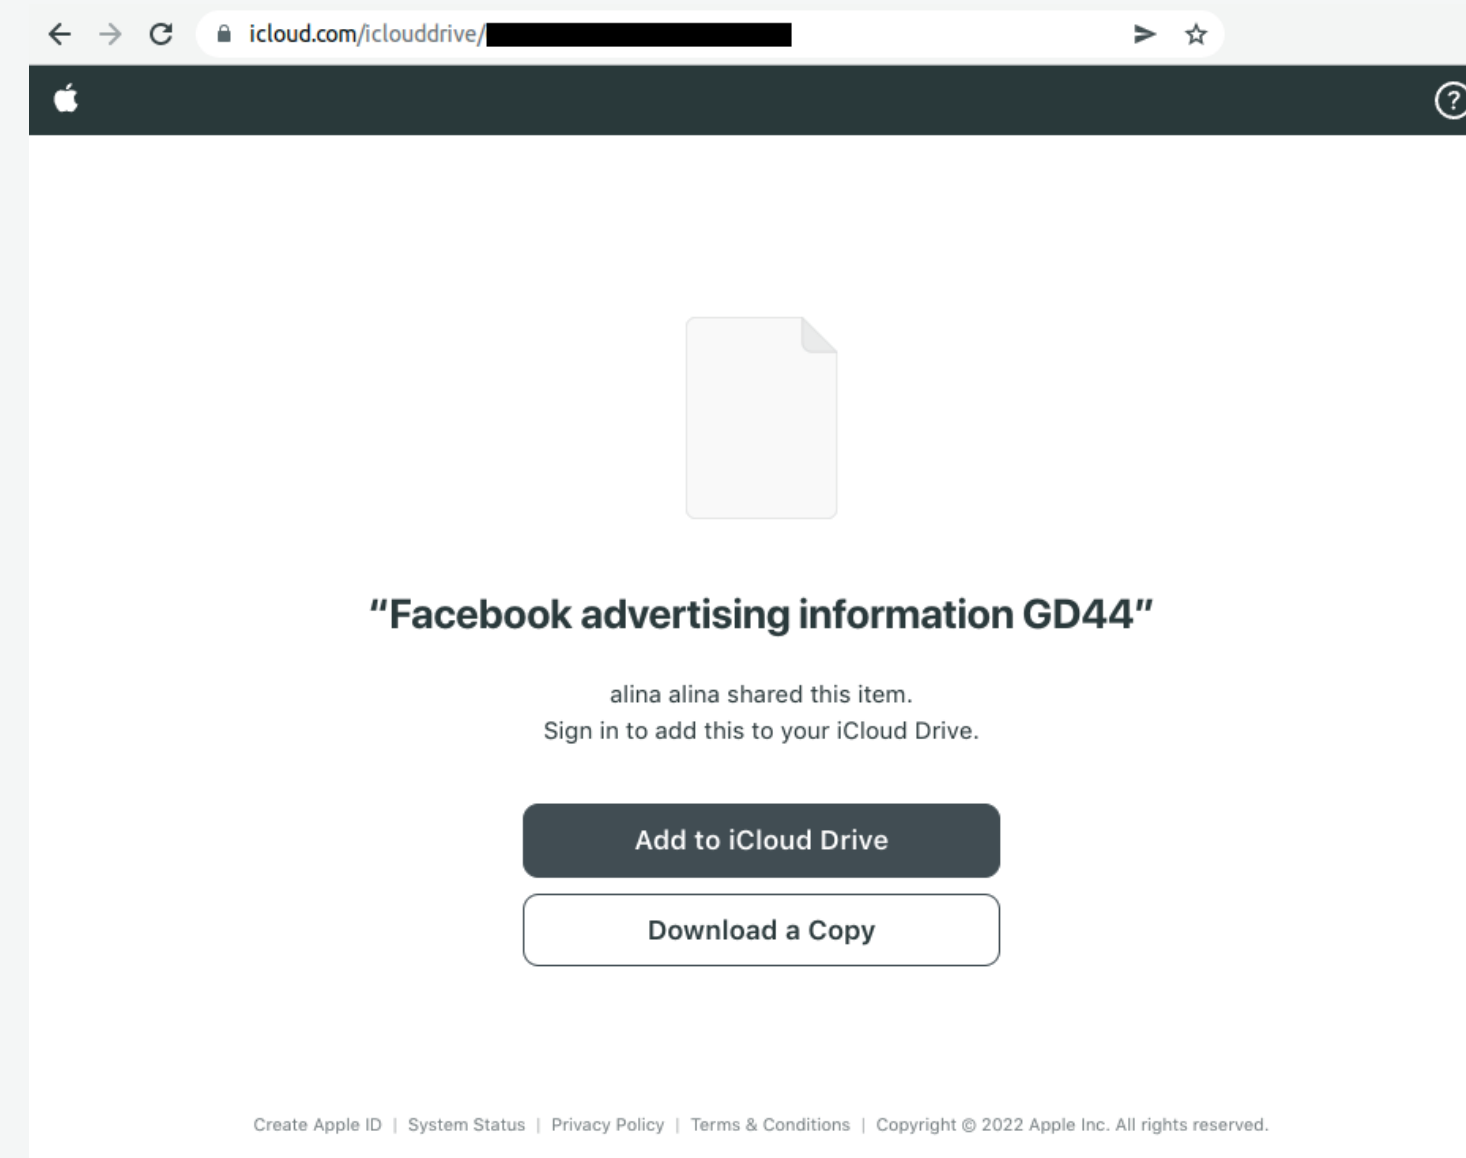 icloud.com/iclouddrive/
?
“Facebook advertising information GD44”
alina alina shared this item.
Sign in to add this to your iCloud Drive.
Add to iCloud Drive
Download a Copy
Create Apple ID | System Status | Privacy Policy | Terms & Conditions | Copyright © 2022 Apple Inc. All rights reserved.